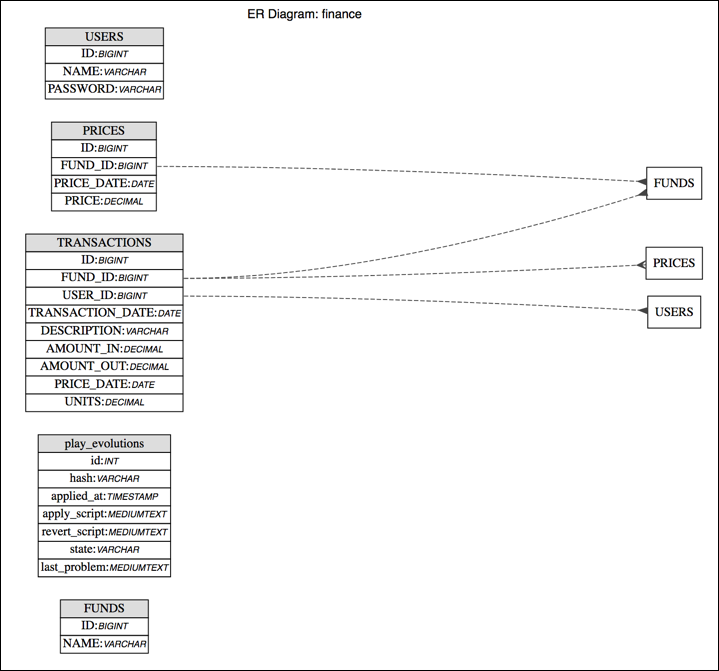 ER Diagram: finance
USERS
ID:BIGINT
NAME:VARCHAR
PASSWORD:VARCHAR
PRICES
ID:BIGINT
FUND_ID:BIGINT
PRICE_DATE:DATE
PRICE:DECIMAL
FUNDS
TRANSACTIONS
ID:BIGINT
FUND_ID:BIGINT
USER_ID:BIGINT
TRANSACTION_DATE:DATE
DESCRIPTION:VARCHAR
AMOUNT_IN:DECIMAL
AMOUNT_OUT:DECIMAL
PRICE_DATE:DATE
UNITS:DECIMAL
PRICES
USERS
play_evolutions
id:INT
hash:VARCHAR
applied_at:TIMESTAMP
apply_script:MEDIUMTEXT
revert_script:MEDIUMTEXT
state:VARCHAR
last_problem:MEDIUMTEXT
FUNDS
ID:BIGINT
NAME:VARCHAR